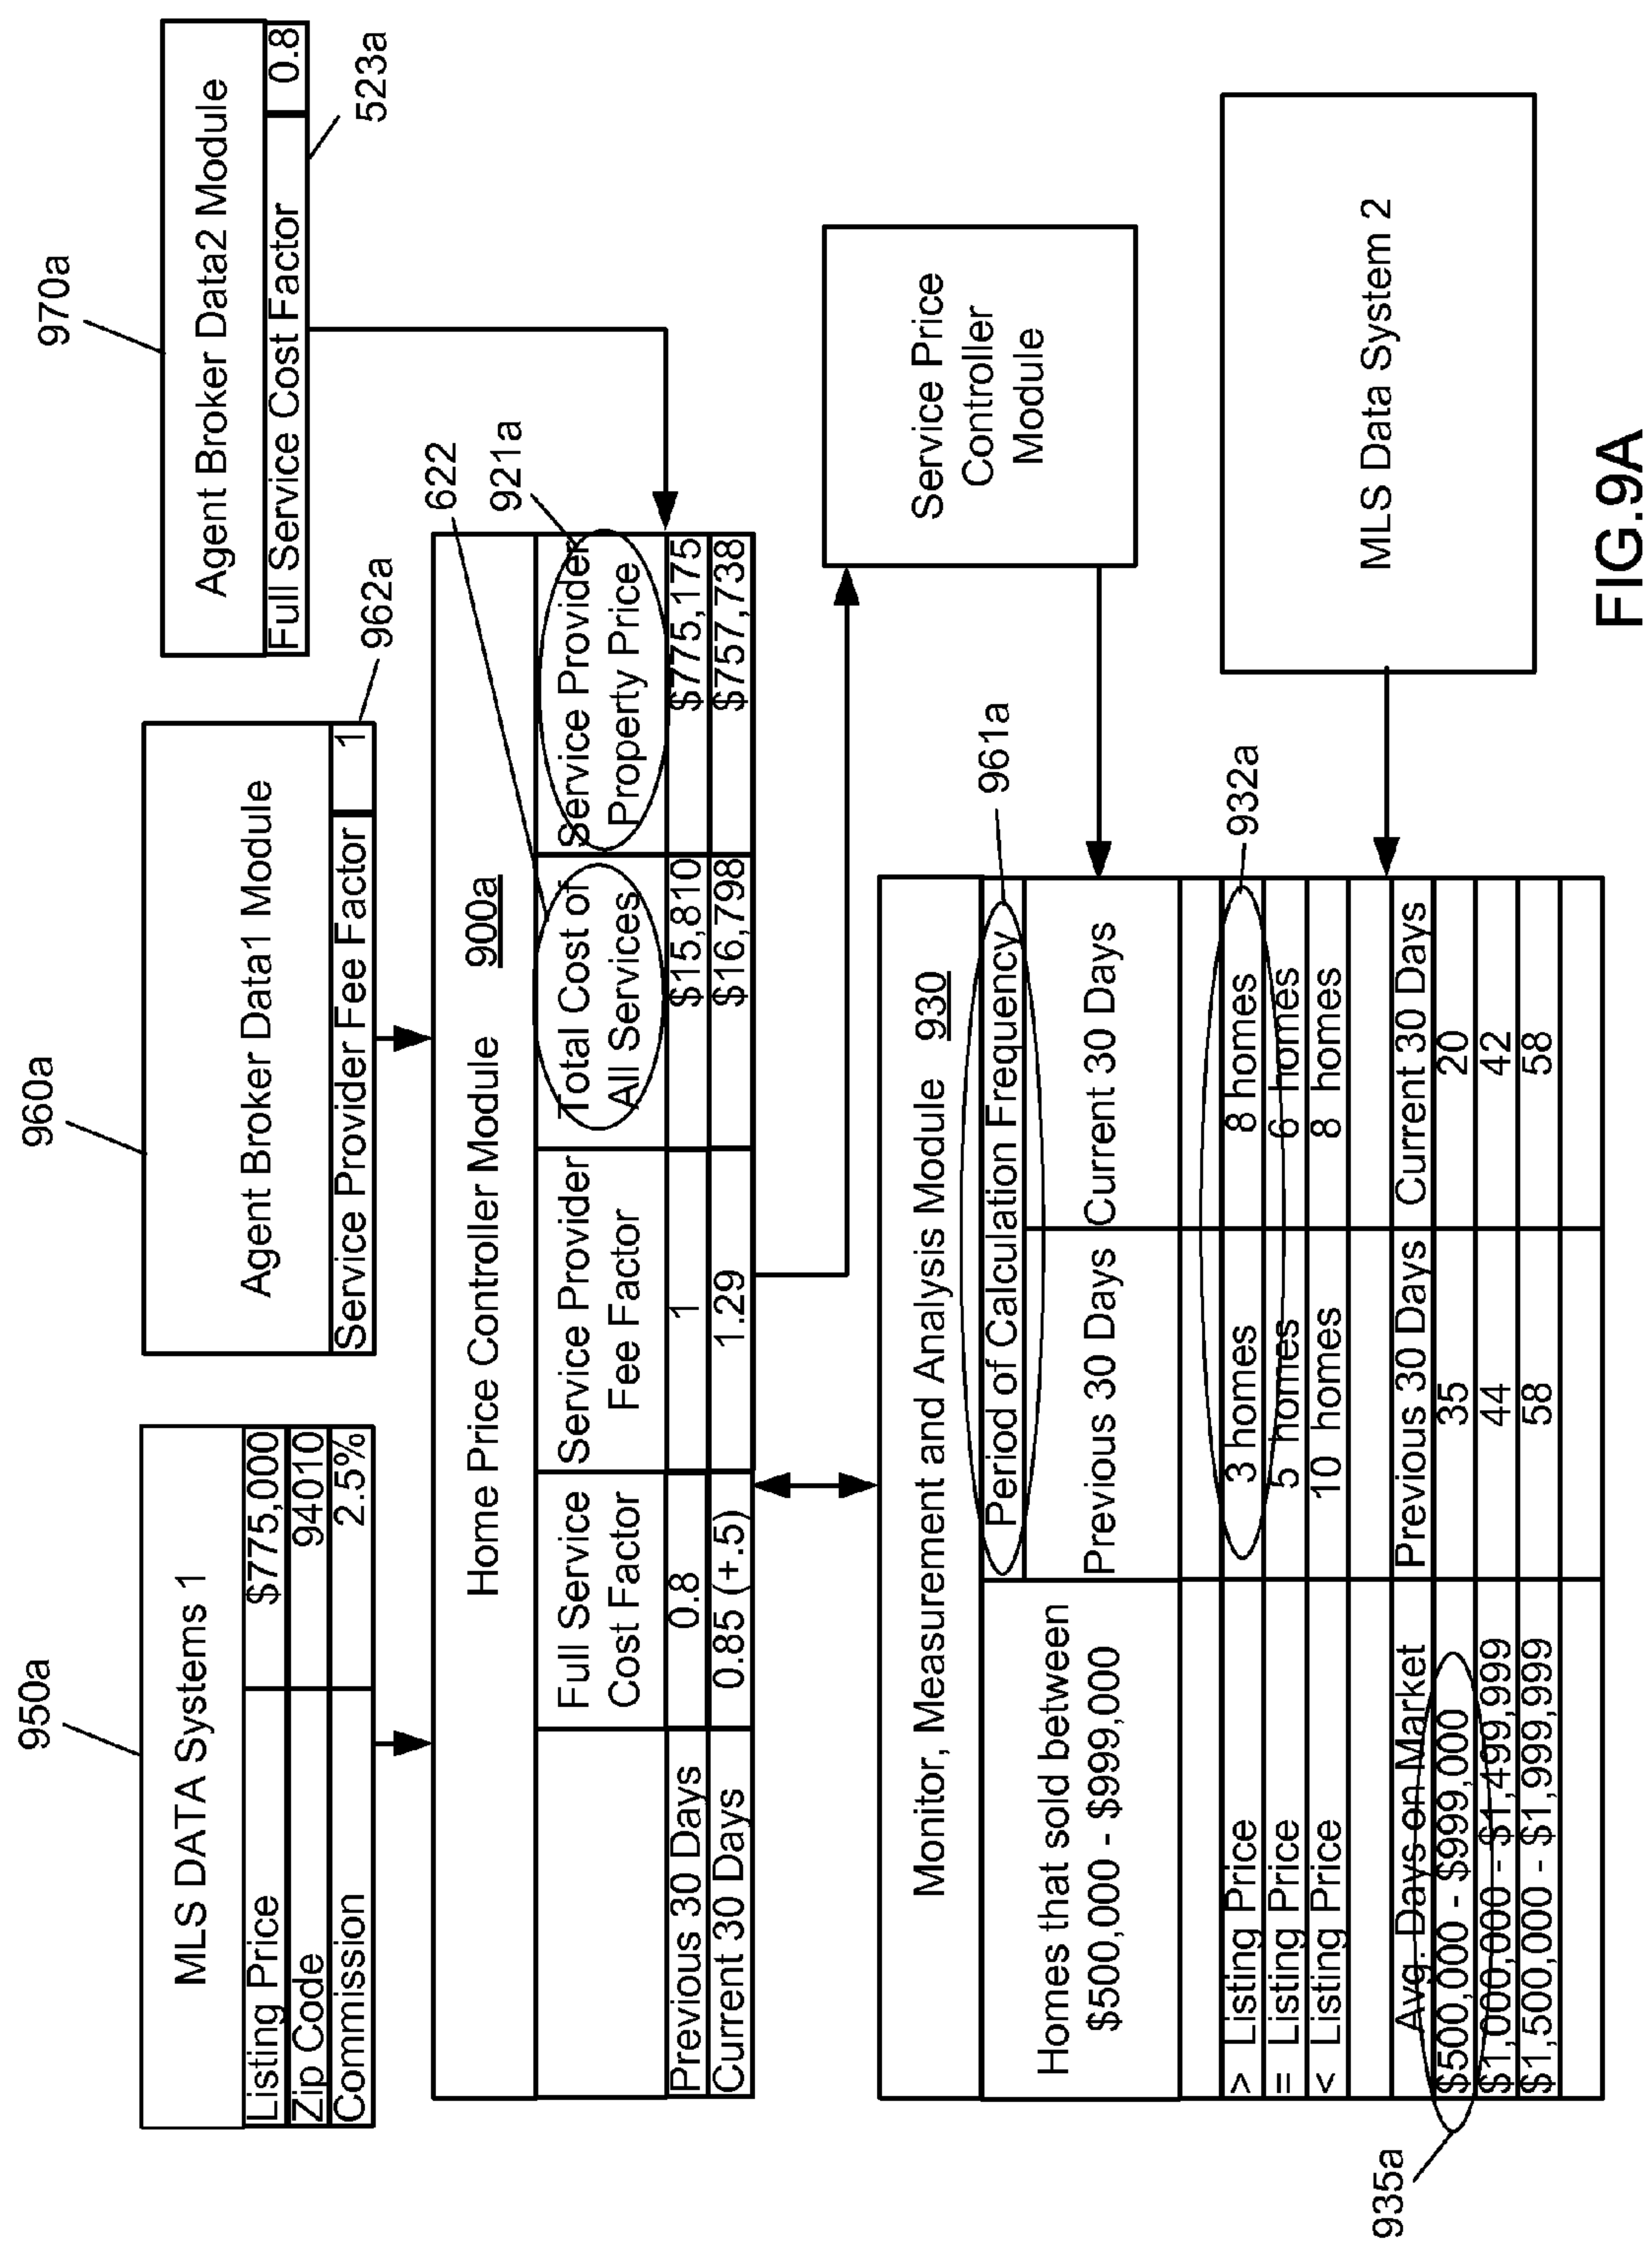 950a
960a
970a
MLS DATA Systems 1
Listing Price $775,000
Zip Code 94010
Commission 2.5%
Agent Broker Data1 Module
Service Provider Fee Factor 1
962a
Agent Broker Data2 Module
Full Service Cost Factor 0.8
523a
622
921a
Home Price Controller Module 900a
Full Service
Cost Factor
Service Provider
Fee Factor
Total Cost of
All Services
Service Provider
Property Price
Previous 30 Days 0.8 1 $15,810 $775,175
Current 30 Days 0.85 (+.5) 1.29 $16,798 $757,738
Service Price
Controller
Module
961a
Monitor, Measurement and Analysis Module 930
Homes that sold between
$500,000 - $999,000
Period of Calculation Frequency
Previous 30 Days Current 30 Days
932a
> Listing Price 3 homes 8 homes
= Listing Price 5 homes 6 homes
< Listing Price 10 homes 8 homes
Avg. Days on Market Previous 30 Days Current 30 Days
$500,000 - $999,000 35 20
$1,000,000 - $1,499,999 44 42
$1,500,000 - $1,999,999 58 58
935a
MLS Data System 2
FIG.9A